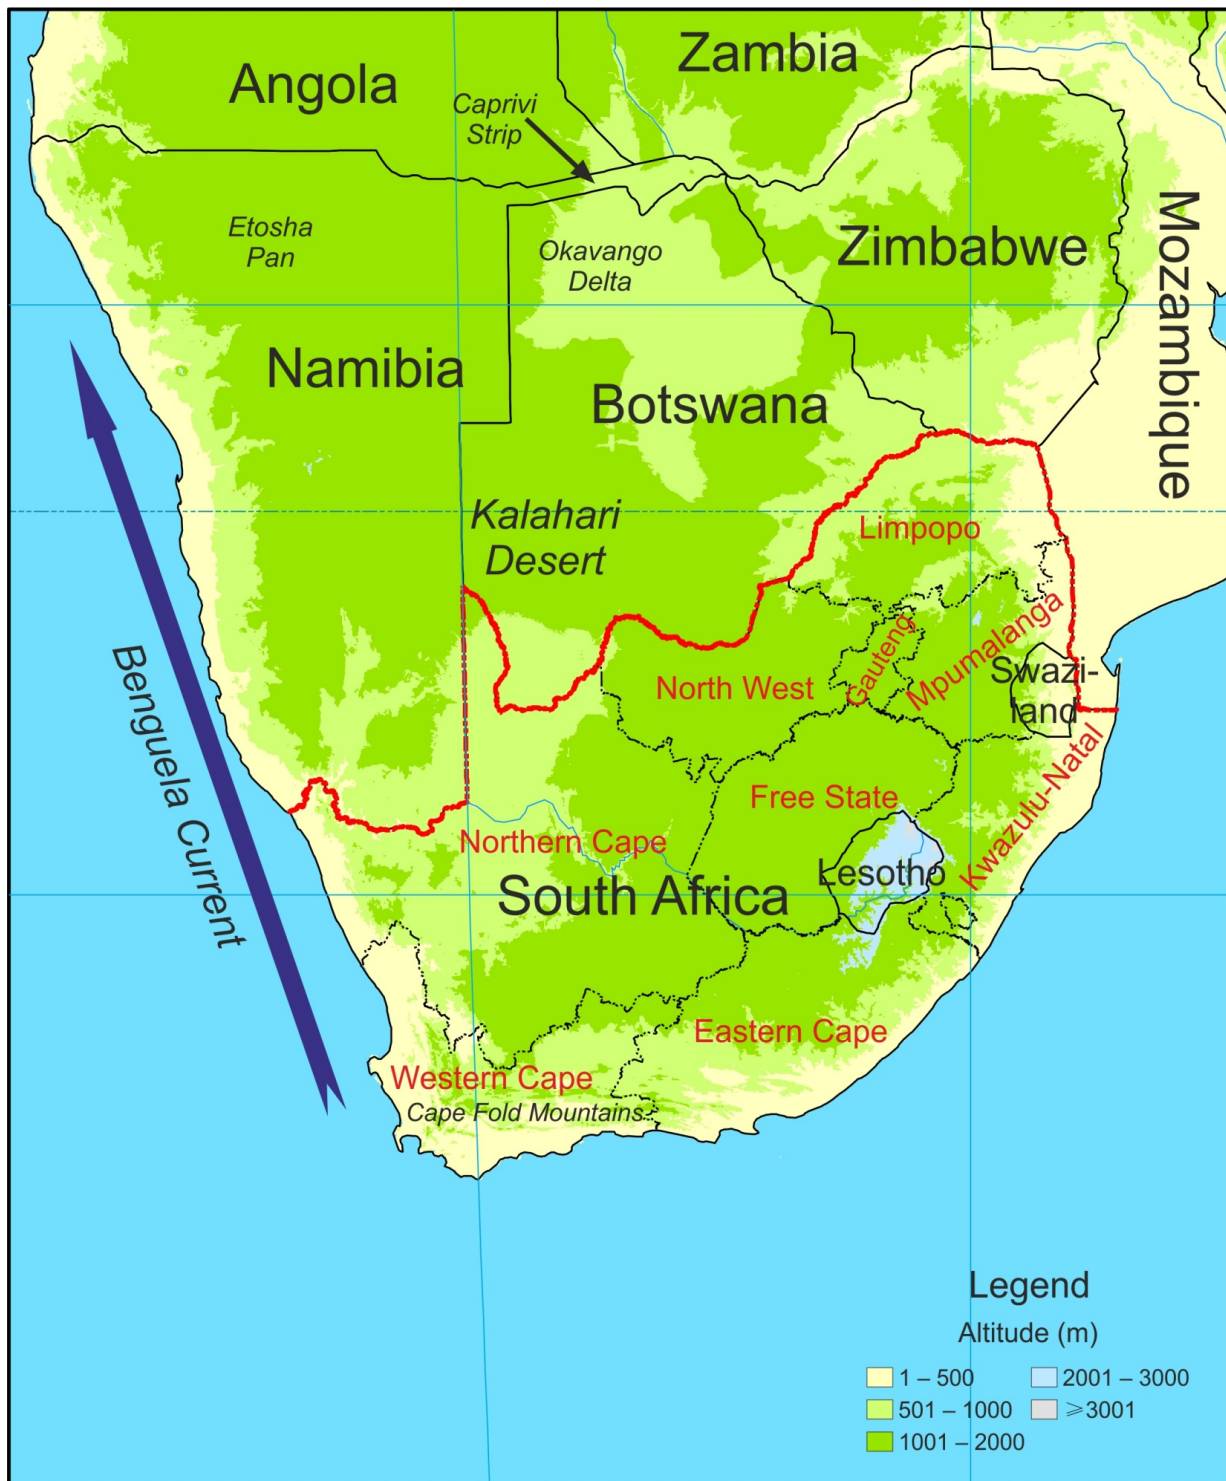 Angola
Zambia
Caprivi
Strip
Mozambique
Etosha
Pan
Okavango
Delta
Zimbabwe
Namibia
Botswana
Kalahari
Desert
Limpopo
Benguela Current
North West
Gauteng
Mpumalanga
Swazi-
land
Free State
Kwazulu-Natal
Northern Cape
Lesotho
South Africa
Eastern Cape
Western Cape
Cape Fold Mountains
Legend
Altitude (m)
1 – 500
2001 – 3000
501 – 1000
⩾3001
1001 – 2000